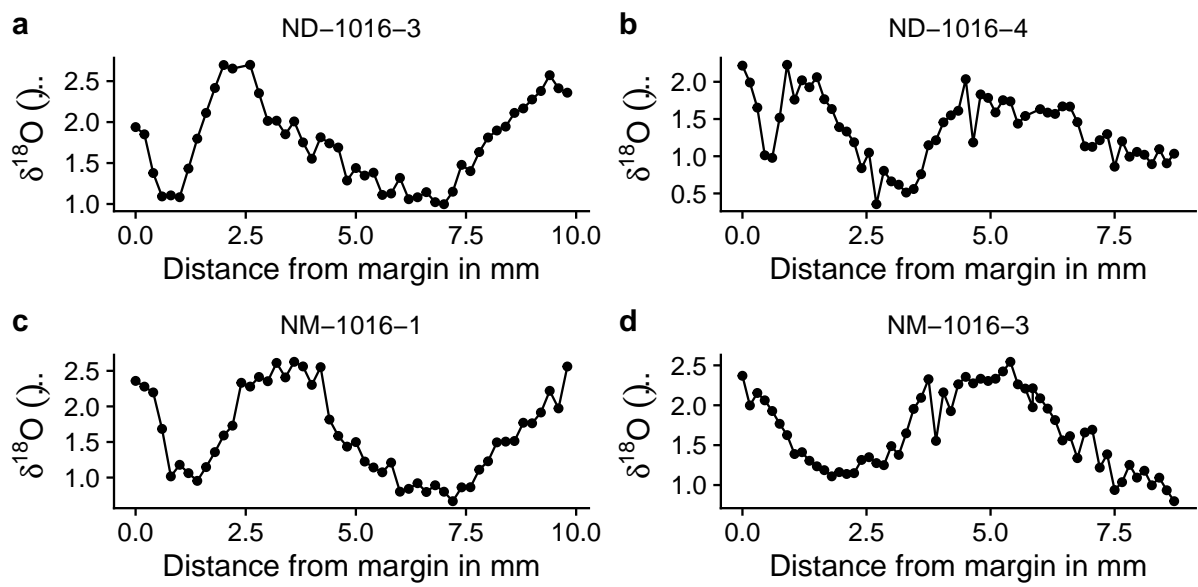 a
ND−1016−3
δ18O ()‥
2.5
2.0
1.5
1.0
0.0 2.5 5.0 7.5 10.0
Distance from margin in mm
b
ND−1016−4
δ18O ()‥
2.0
1.5
1.0
0.5
0.0 2.5 5.0 7.5
Distance from margin in mm
c
NM−1016−1
δ18O ()‥
2.5
2.0
1.5
1.0
0.0 2.5 5.0 7.5 10.0
Distance from margin in mm
d
NM−1016−3
δ18O ()‥
2.5
2.0
1.5
1.0
0.0 2.5 5.0 7.5
Distance from margin in mm